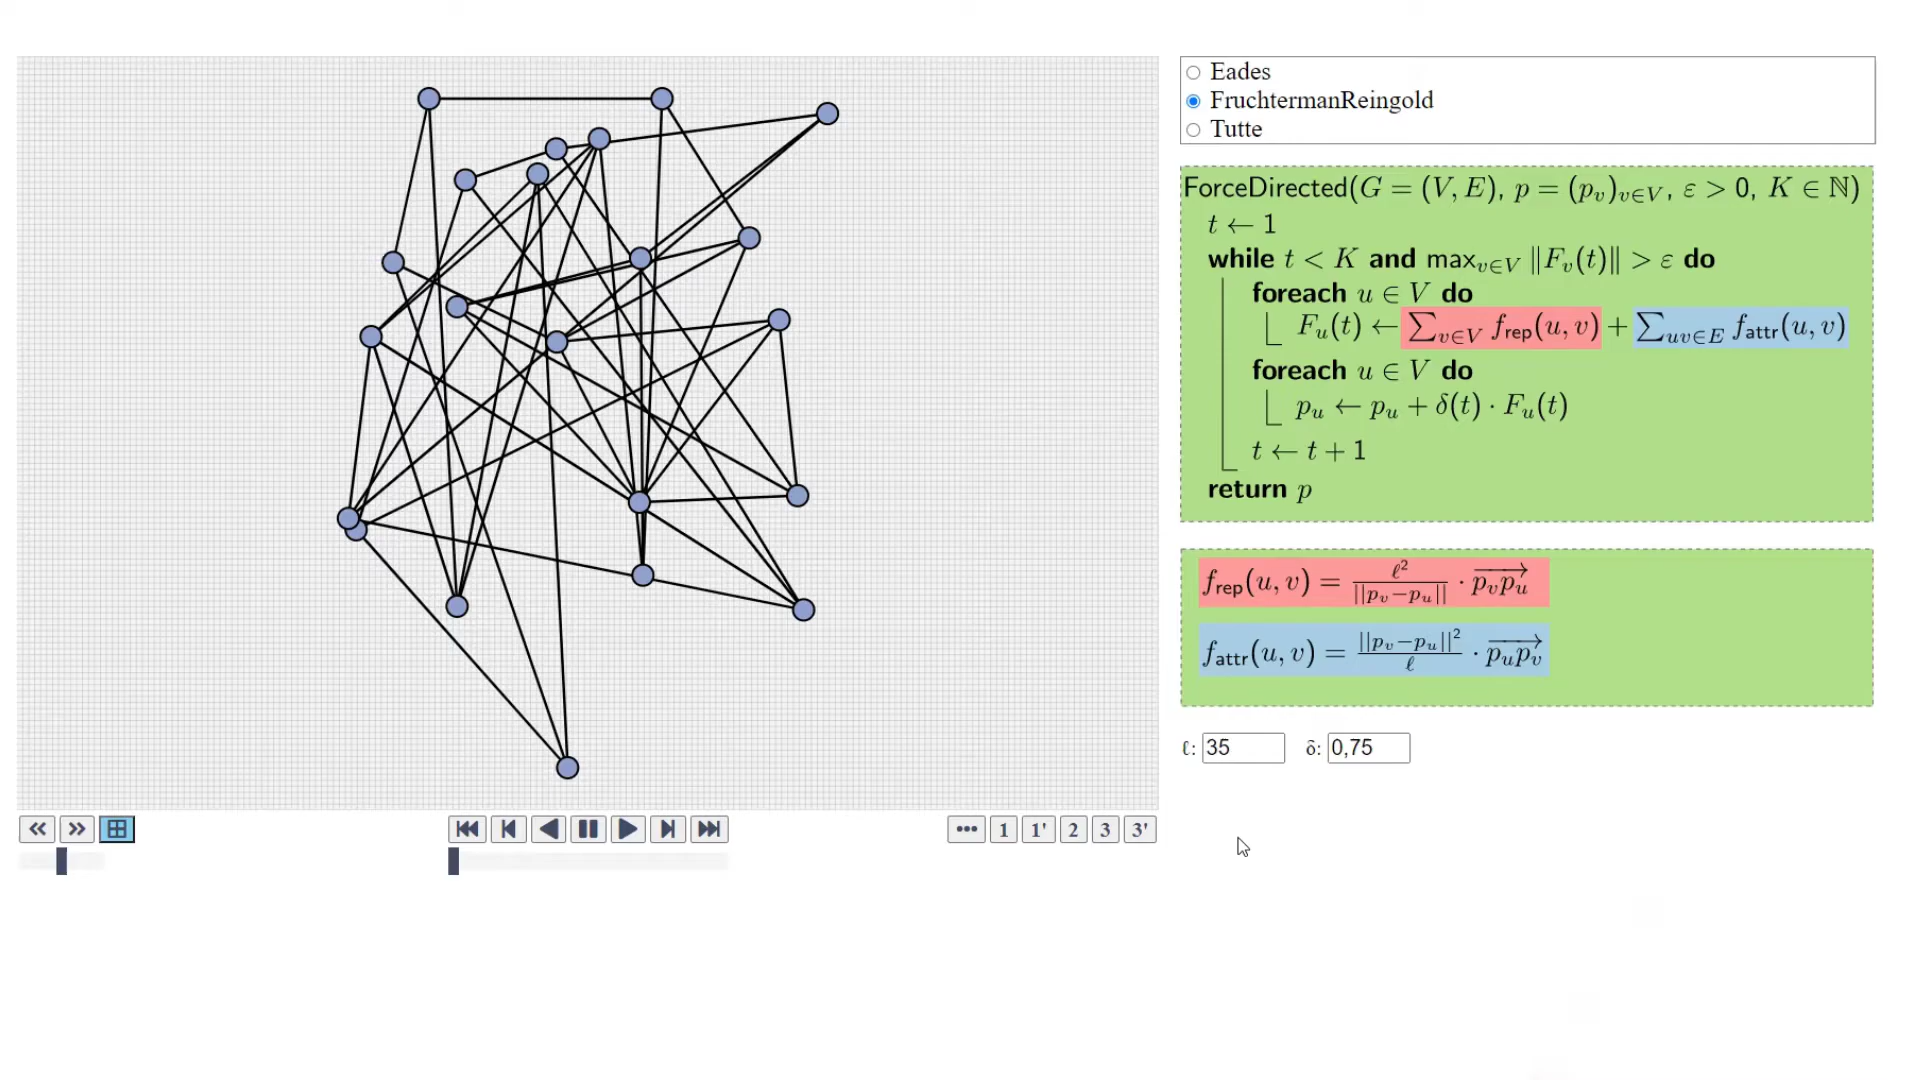 Eades
FruchtermanReingold
Tutte
ForceDirected(G = (V, E), p = (p_v)_{v∈V}, ε > 0, K ∈ ℕ)
t ← 1
while t < K and max_{v∈V} ‖F_v(t)‖ > ε do
foreach u ∈ V do
F_u(t) ← ∑_{v∈V} f_rep(u, v) + ∑_{uv∈E} f_attr(u, v)
foreach u ∈ V do
p_u ← p_u + δ(t) · F_u(t)
t ← t + 1
return p
f_rep(u, v) = ℓ² / ||p_v − p_u|| · →p_v p_u
f_attr(u, v) = ||p_v − p_u||² / ℓ · →p_u p_v
ℓ: 35 δ: 0,75
••• 1 1' 2 3 3'